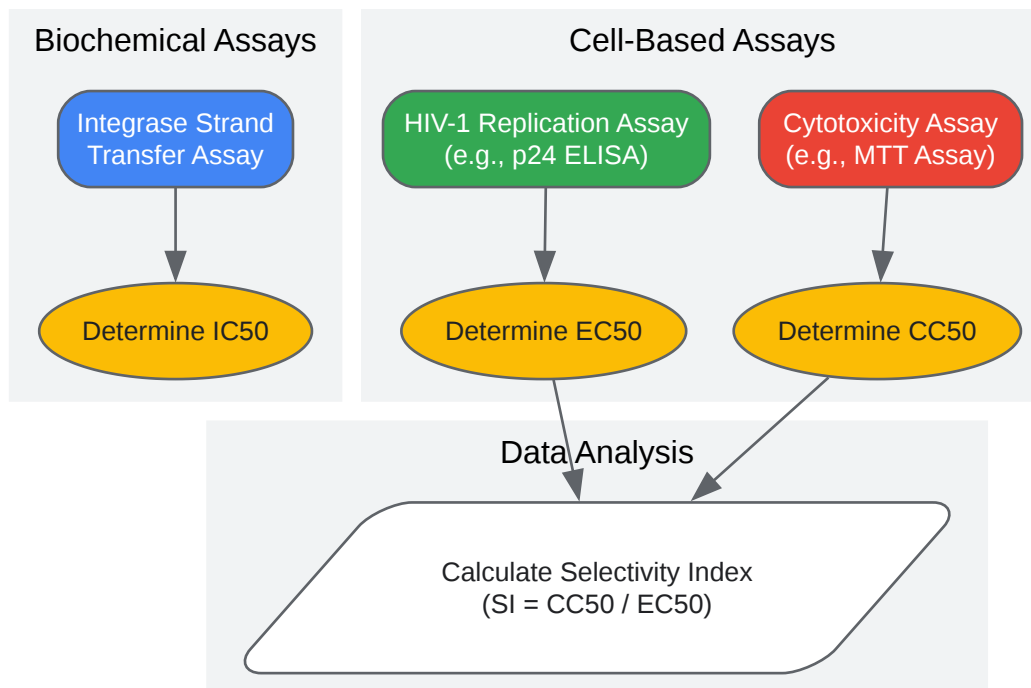 Biochemical Assays
Cell-Based Assays
Integrase Strand
Transfer Assay
HIV-1 Replication Assay
(e.g., p24 ELISA)
Cytotoxicity Assay
(e.g., MTT Assay)
Determine IC50
Determine EC50
Determine CC50
Data Analysis
Calculate Selectivity Index
(SI = CC50 / EC50)